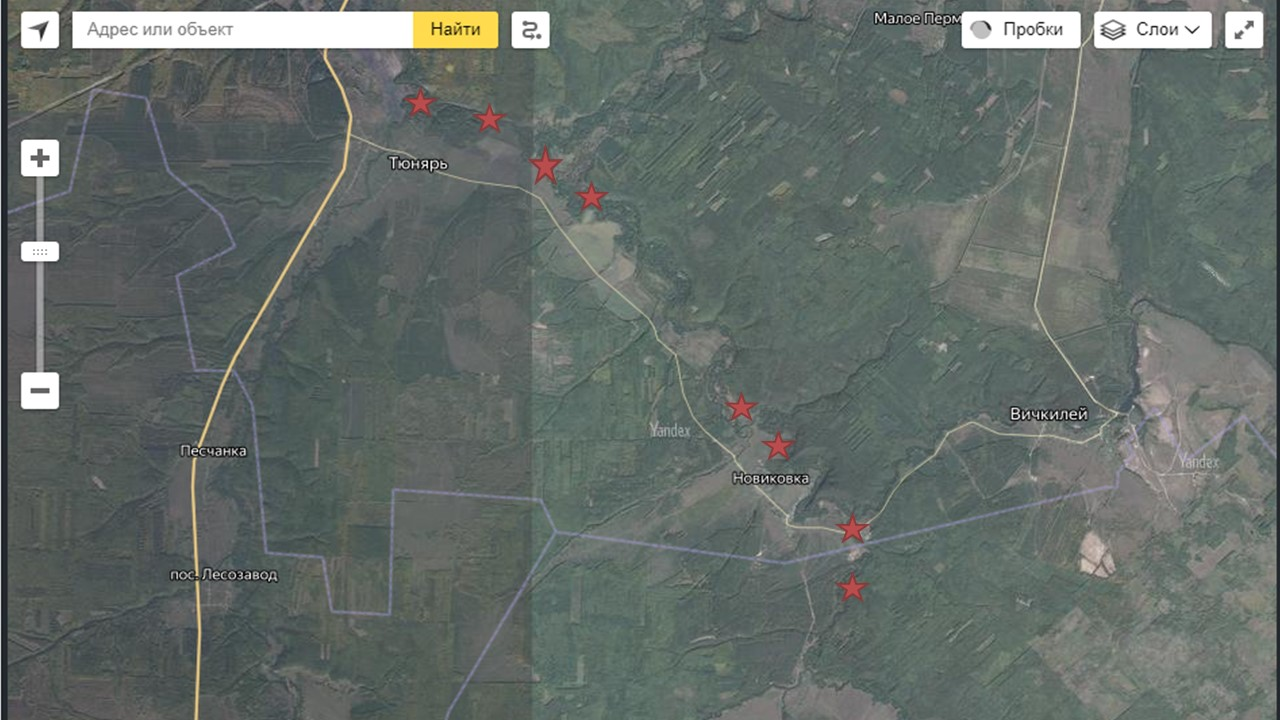 Малое Перм
Адрес или объект
Найти
Пробки
Слои
Тюнярь
Вичкилей
Yandex
Песчанка
Yandex
Новиковка
пос. Лесозавод